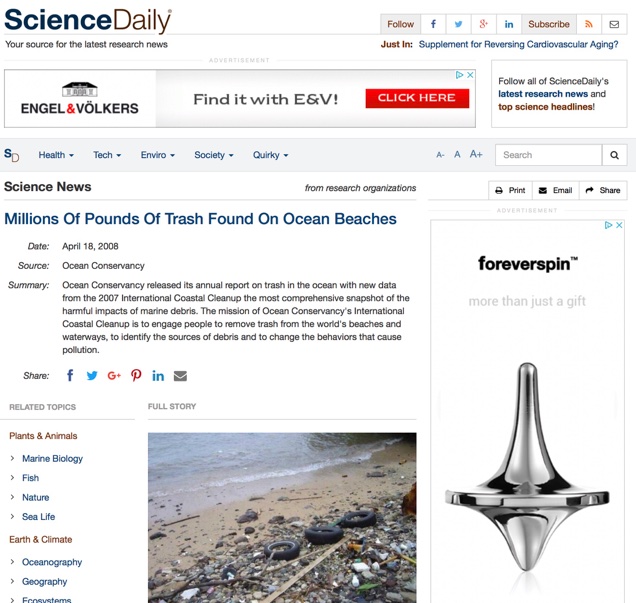 ScienceDaily®
Your source for the latest research news
Follow
Subscribe
Just In: Supplement for Reversing Cardiovascular Aging?
ADVERTISEMENT
ENGEL&VÖLKERS
Find it with E&V!
CLICK HERE
Follow all of ScienceDaily's
latest research news and
top science headlines!
SD
Health
Tech
Enviro
Society
Quirky
A- A A+
Search
Science News
from research organizations
Print
Email
Share
Millions Of Pounds Of Trash Found On Ocean Beaches
Date: April 18, 2008
Source: Ocean Conservancy
Summary: Ocean Conservancy released its annual report on trash in the ocean with new data
from the 2007 International Coastal Cleanup the most comprehensive snapshot of the
harmful impacts of marine debris. The mission of Ocean Conservancy's International
Coastal Cleanup is to engage people to remove trash from the world's beaches and
waterways, to identify the sources of debris and to change the behaviors that cause
pollution.
Share:
RELATED TOPICS
Plants & Animals
Marine Biology
Fish
Nature
Sea Life
Earth & Climate
Oceanography
Geography
Ecosystems
FULL STORY
ADVERTISEMENT
foreverspin™
more than just a gift